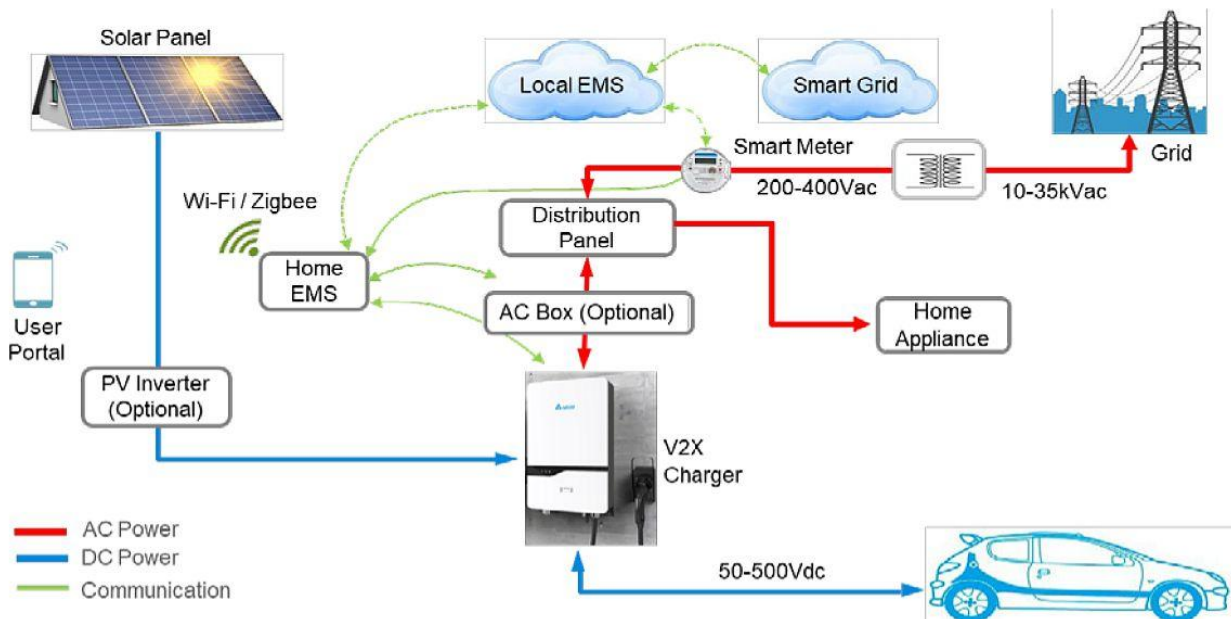 Solar Panel
Local EMS
Smart Grid
Smart Meter
Grid
200-400Vac
10-35kVac
Wi-Fi / Zigbee
Distribution
Panel
Home
EMS
User
Portal
AC Box (Optional)
Home
Appliance
PV Inverter
(Optional)
V2X
Charger
AC Power
DC Power
Communication
50-500Vdc